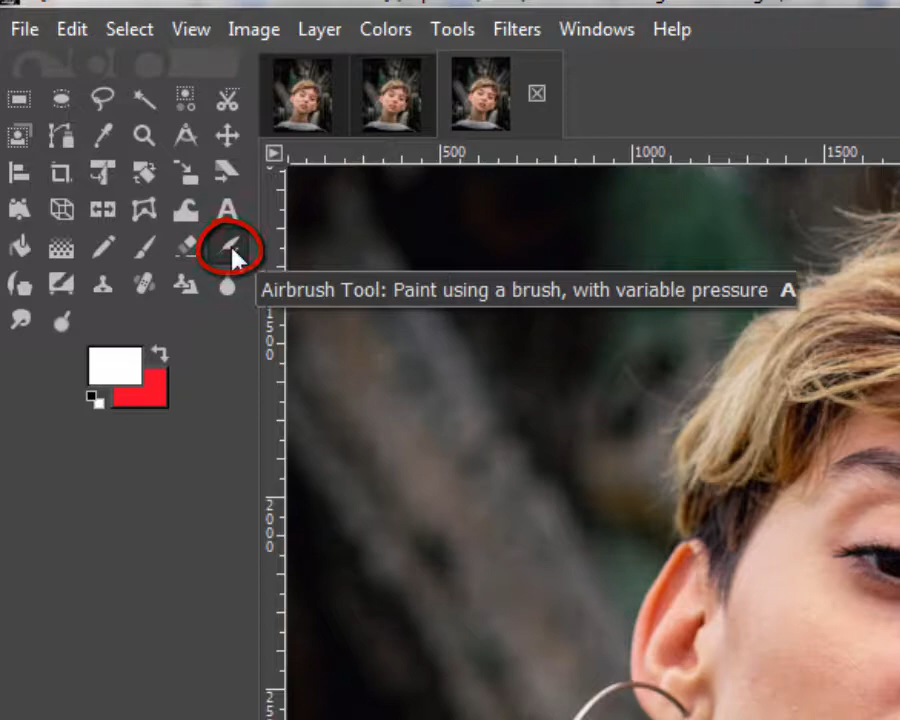 File Edit Select View Image Layer Colors Tools Filters Windows Help
500 1000 1500
A
Airbrush Tool: Paint using a brush, with variable pressure A
1500
2000
25